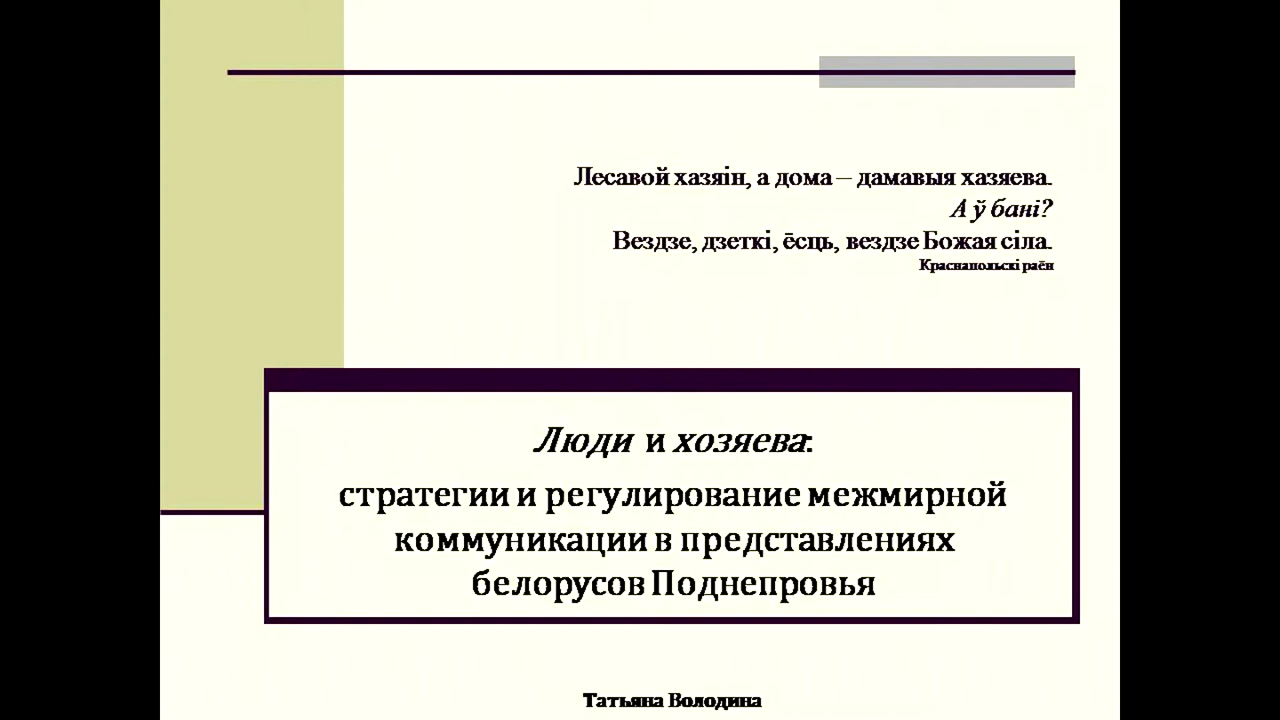 Лесавой хазяін, а дома – дамавыя хазяева.
А ў бані?
Вездзе, дзеткі, ёсць, вездзе Божая сіла.
Краснапольскі раён
Люди и хозяева:
стратегии и регулирование межмирной
коммуникации в представлениях
белорусов Поднепровья
Татьяна Володина